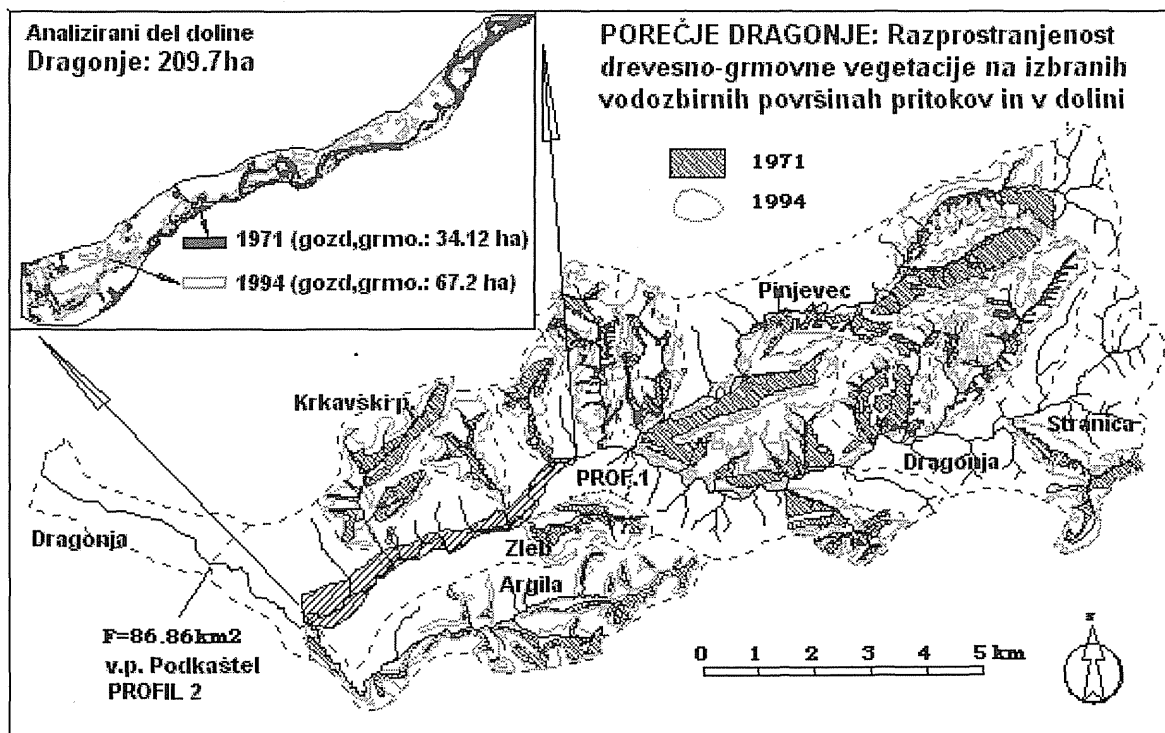 Analizirani del doline
Dragonje: 209.7ha
1971 (gozd,grmo.: 34.12 ha)
1994 (gozd,grmo.: 67.2 ha)
POREČJE DRAGONJE: Razprostranjenost
drevesno-grmovne vegetacije na izbranih
vodozbirnih površinah pritokov in v dolini
1971
1994
Pinjevec
Krkavški p.
Stranica
Dragonja
PROF.1
Dragonja
Zleb
Argila
F=86.86km2
v.p. Podkaštel
PROFIL 2
0 1 2 3 4 5 km